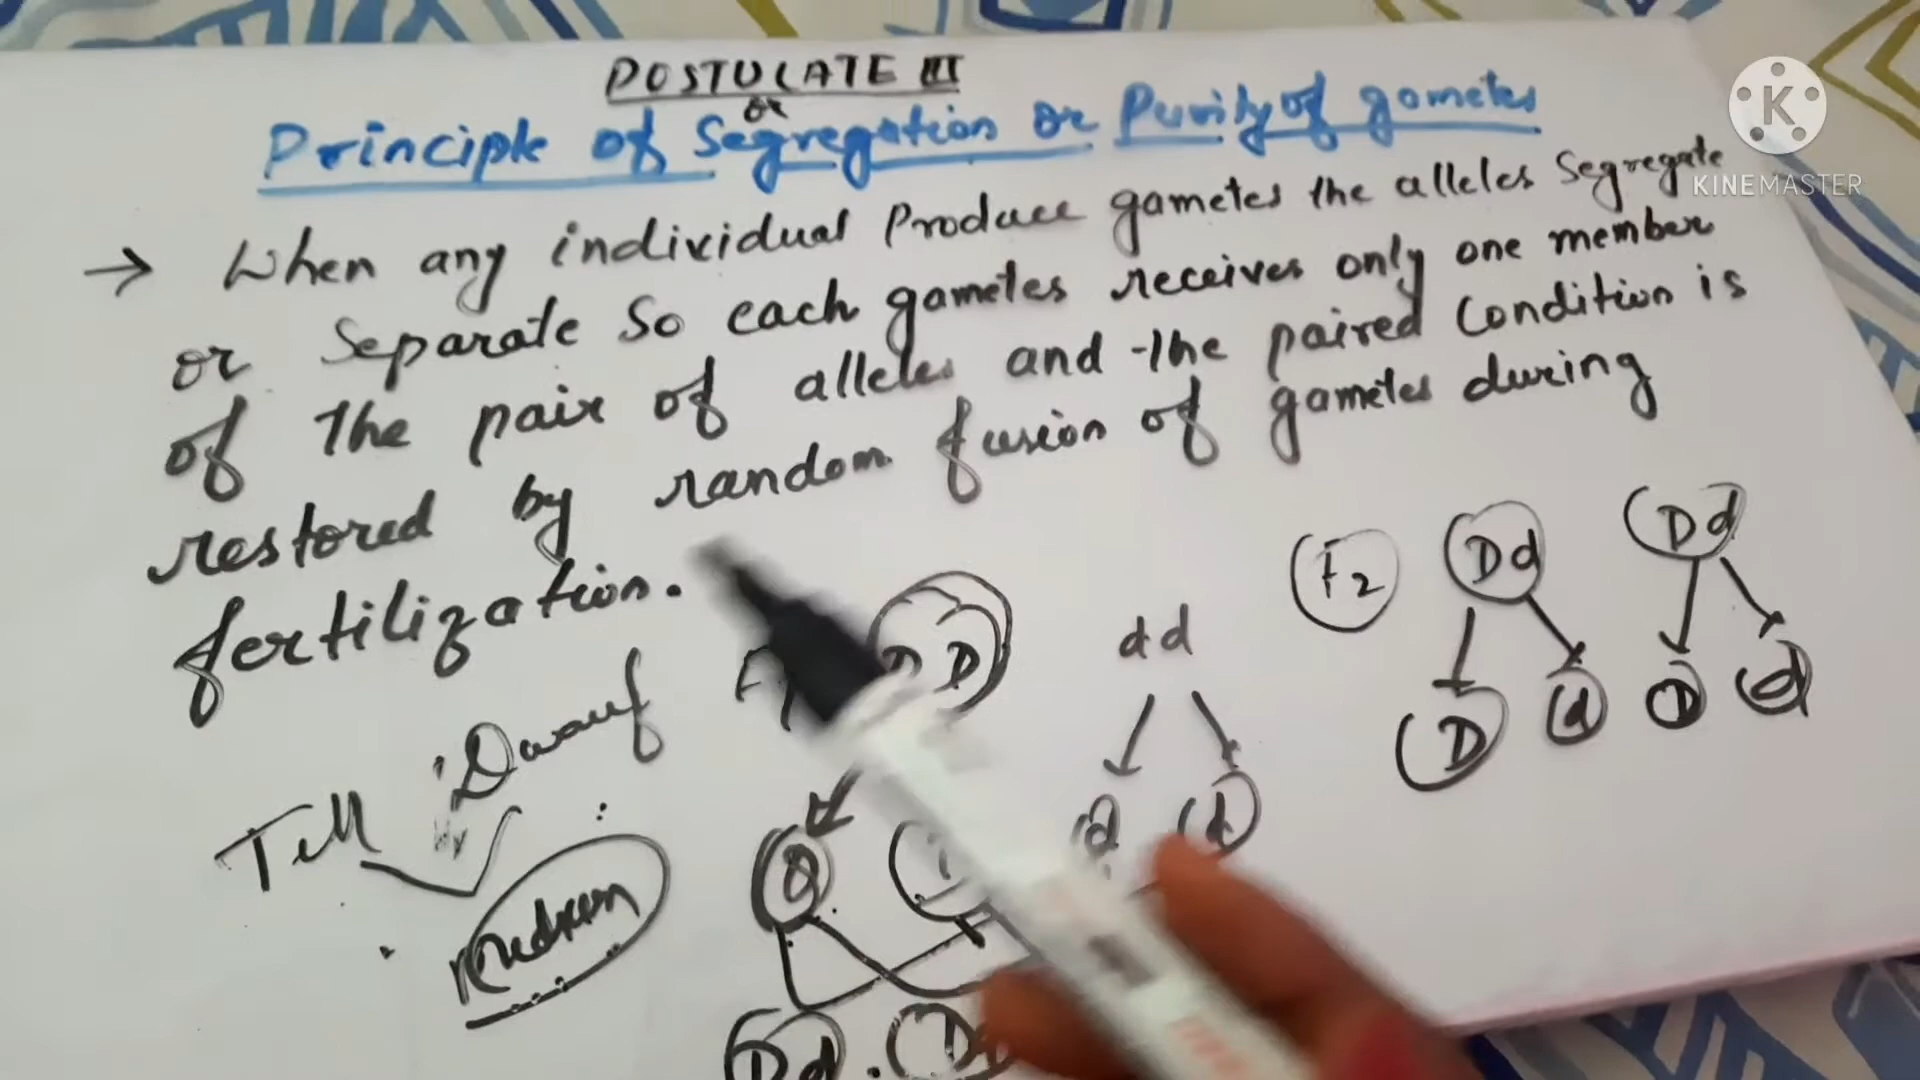 POSTULATE III
or
Principle of Segregation or Purity of gametes
→ When any individual Produce gametes the alleles Segregate
or Separate So each gametes receives only one member
of The pair of alleles and the paired Condition is
restored by random fusion of gametes during
fertilization.
F2 Dd Dd
D d D d
D D dd
d d
Tall Dwarf
D
Dd . D
K
KINEMASTER